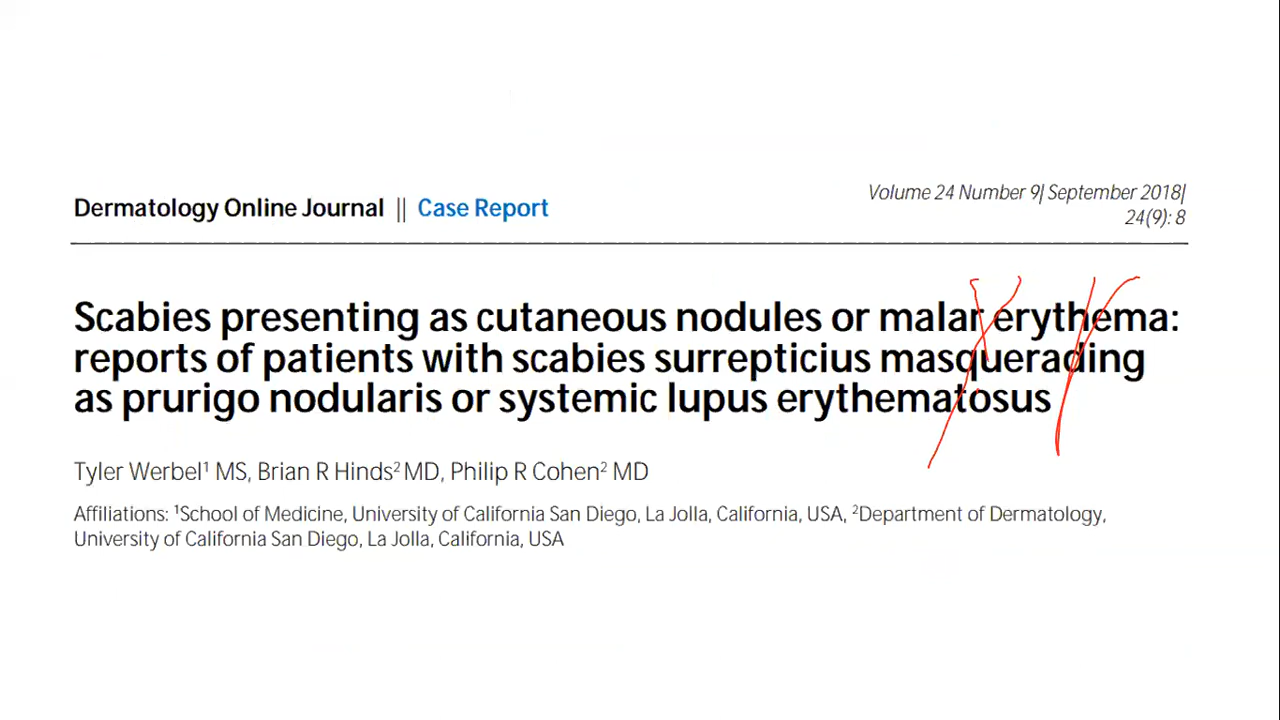 Dermatology Online Journal || Case Report
Volume 24 Number 9| September 2018|
24(9): 8
Scabies presenting as cutaneous nodules or malar erythema:
reports of patients with scabies surrepticius masquerading
as prurigo nodularis or systemic lupus erythematosus
Tyler Werbel¹ MS, Brian R Hinds² MD, Philip R Cohen² MD
Affiliations: ¹School of Medicine, University of California San Diego, La Jolla, California, USA, ²Department of Dermatology,
University of California San Diego, La Jolla, California, USA